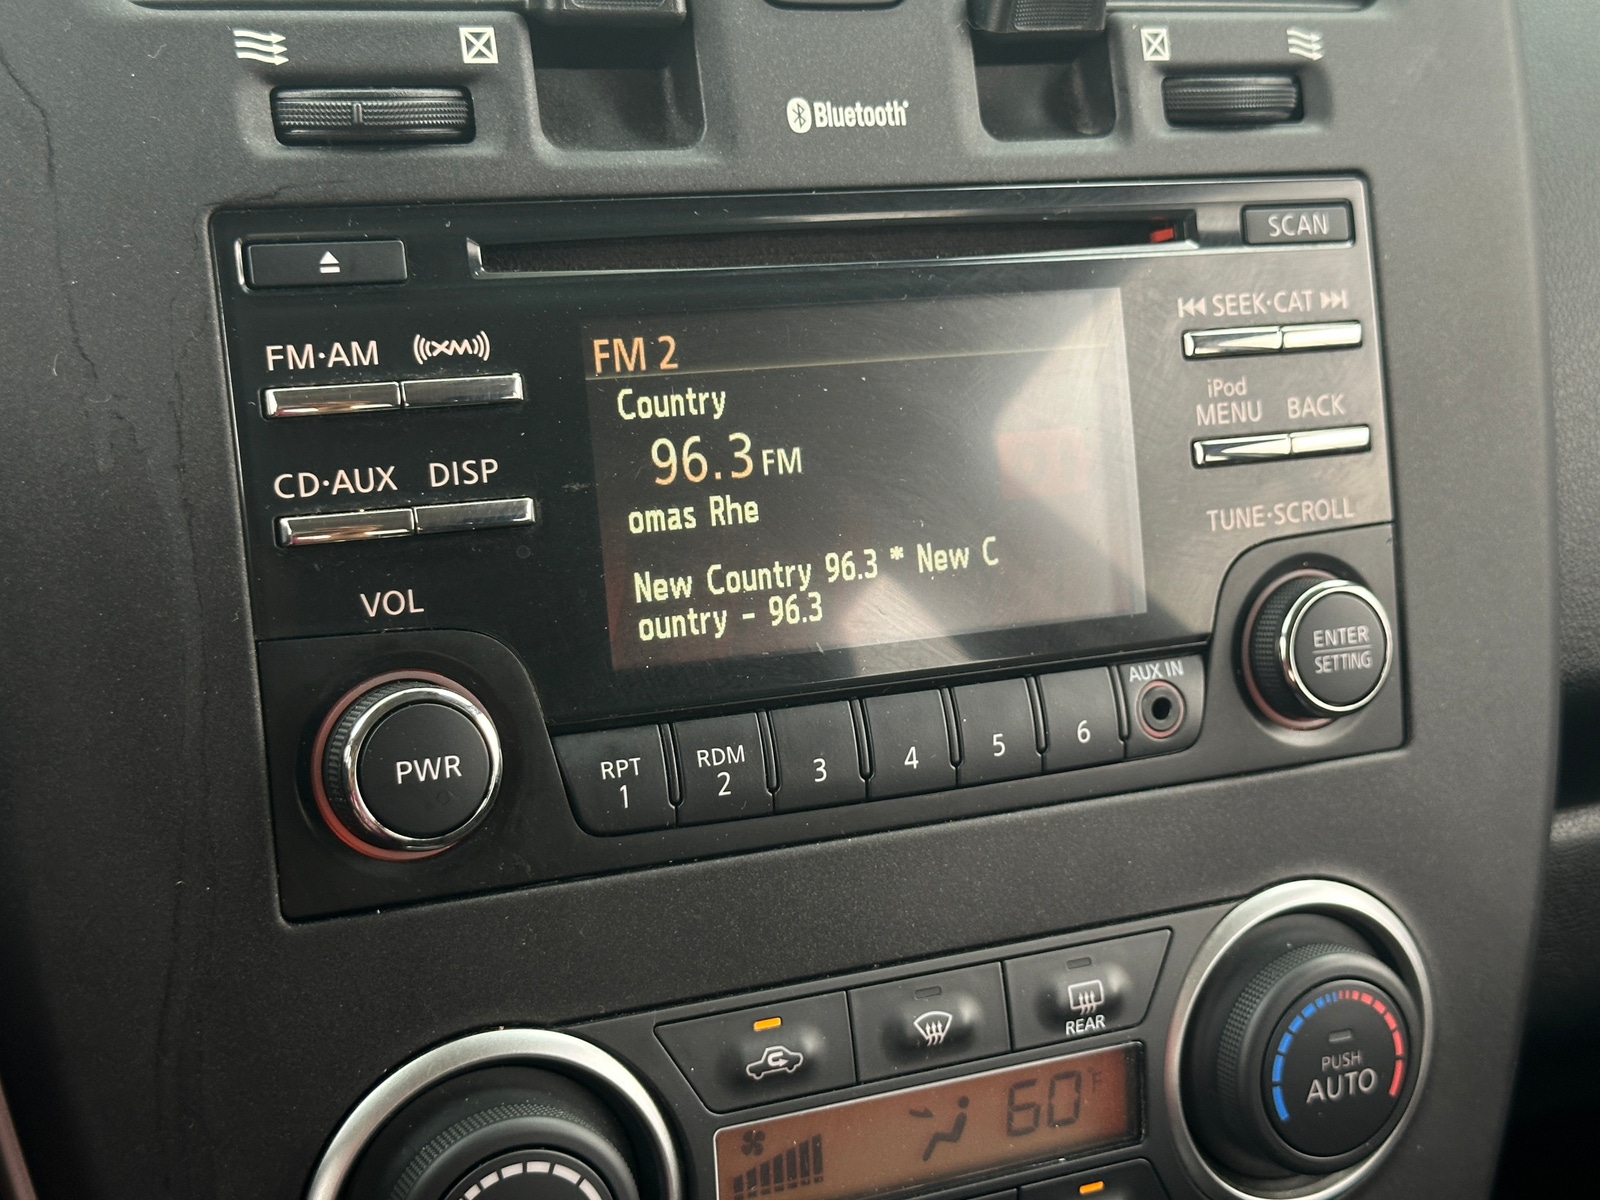 Bluetooth
SCAN
SEEK·CAT
FM·AM
((XM))
FM 2
Country
96.3 FM
omas Rhe
New Country 96.3 * New C
ountry - 96.3
iPod
MENU
BACK
CD·AUX
DISP
TUNE·SCROLL
VOL
PWR
ENTER
SETTING
AUX IN
RPT
1
RDM
2
3
4
5
6
REAR
60°F
PUSH
AUTO